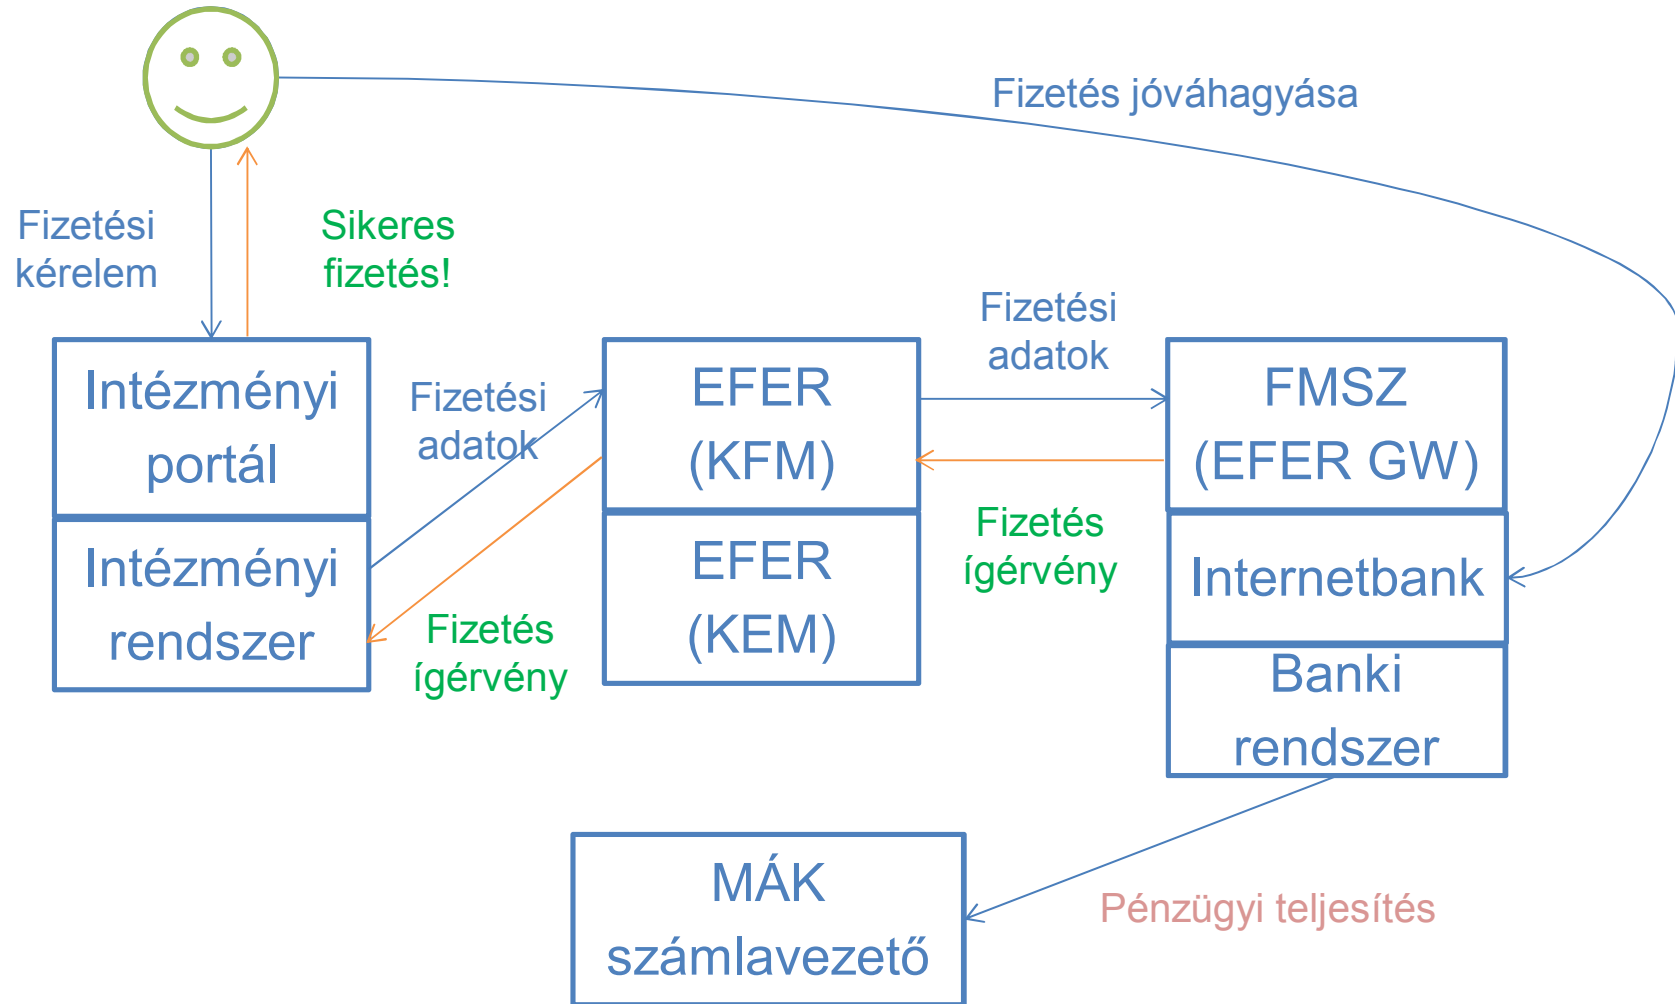 Fizetés jóváhagyása
Fizetési
kérelem
Sikeres
fizetés!
Intézményi
portál
Intézményi
rendszer
Fizetési
adatok
Fizetés
ígérvény
EFER
(KFM)
EFER
(KEM)
Fizetési
adatok
Fizetés
ígérvény
FMSZ
(EFER GW)
Internetbank
Banki
rendszer
MÁK
számlavezető
Pénzügyi teljesítés